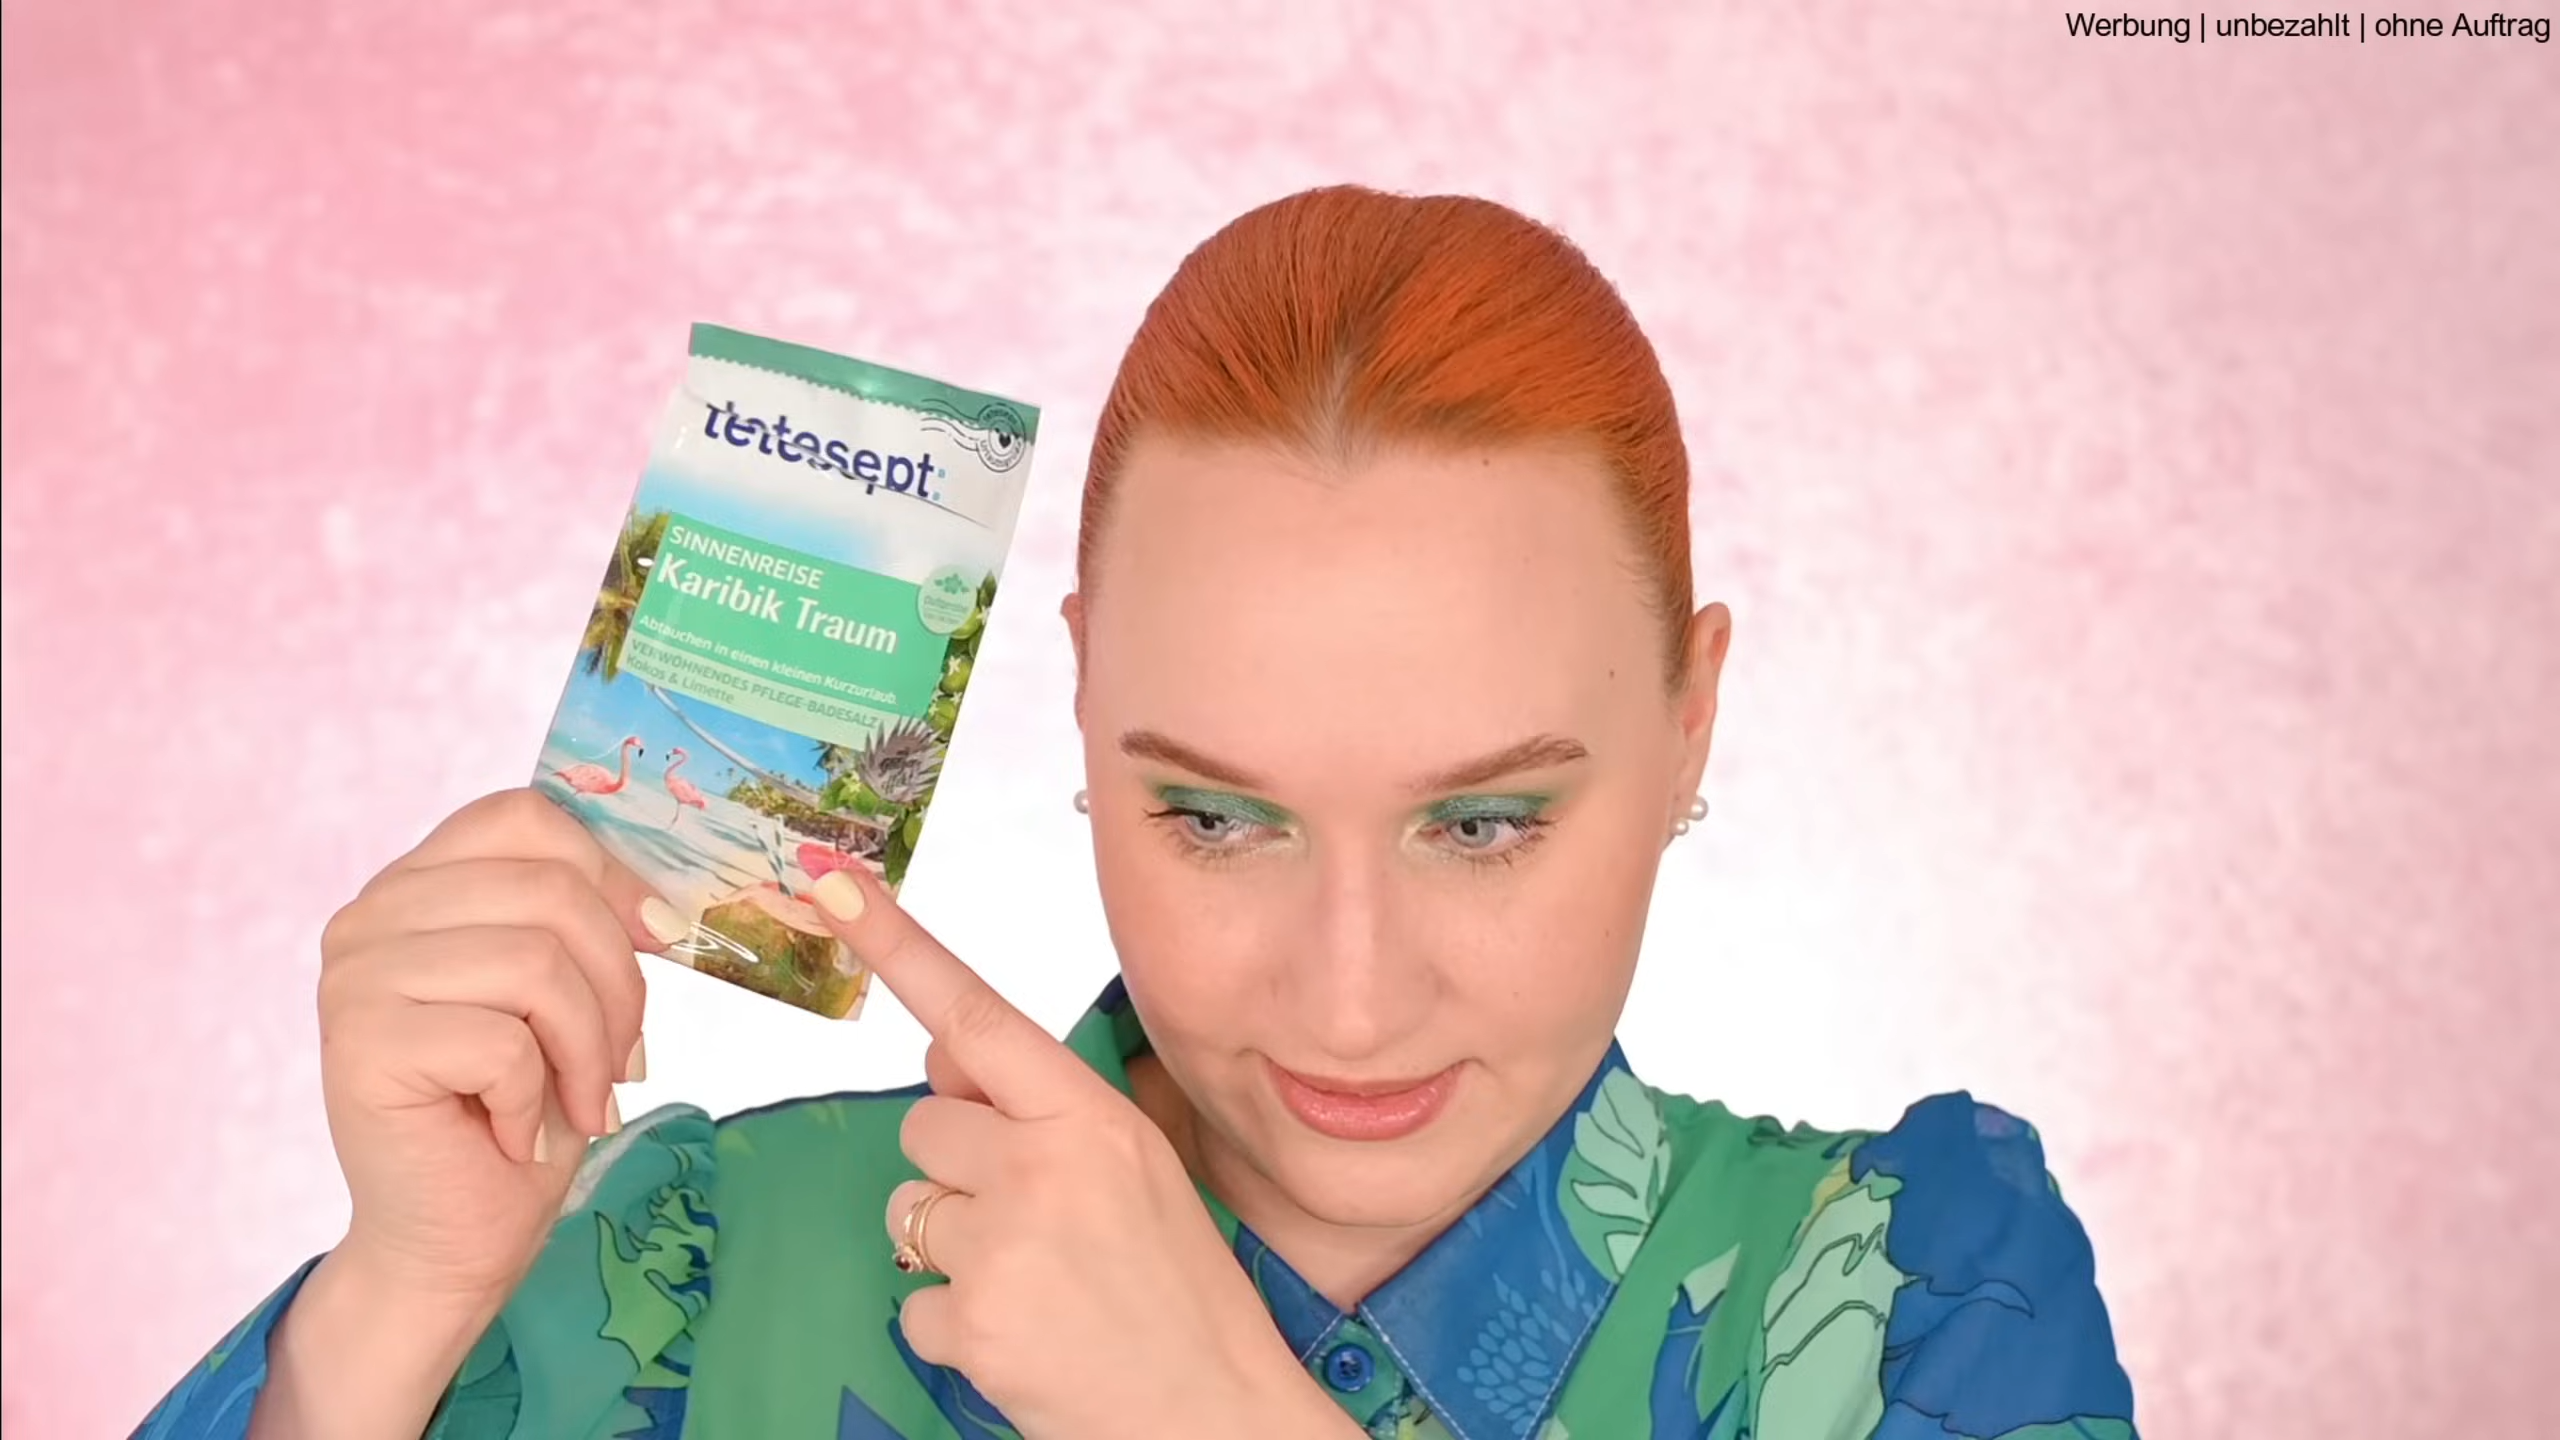 Werbung | unbezahlt | ohne Auftrag
tetesept:
SINNENREISE
Karibik Traum
Abtauchen in einen kleinen Kurzurlaub.
VERWÖHNENDES PFLEGE-BADESALZ
Kokos & Limette